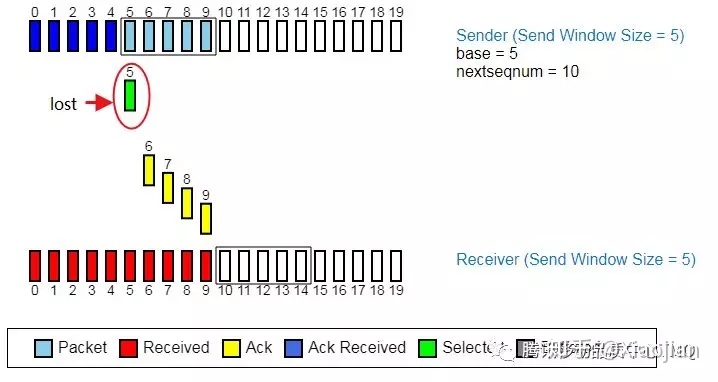 0 1 2 3 4 5 6 7 8 9 10 11 12 13 14 15 16 17 18 19
Sender (Send Window Size = 5)
base = 5
nextseqnum = 10
5
lost
6
7
8
9
Receiver (Send Window Size = 5)
0 1 2 3 4 5 6 7 8 9 10 11 12 13 14 15 16 17 18 19
Packet Received Ack Ack Received